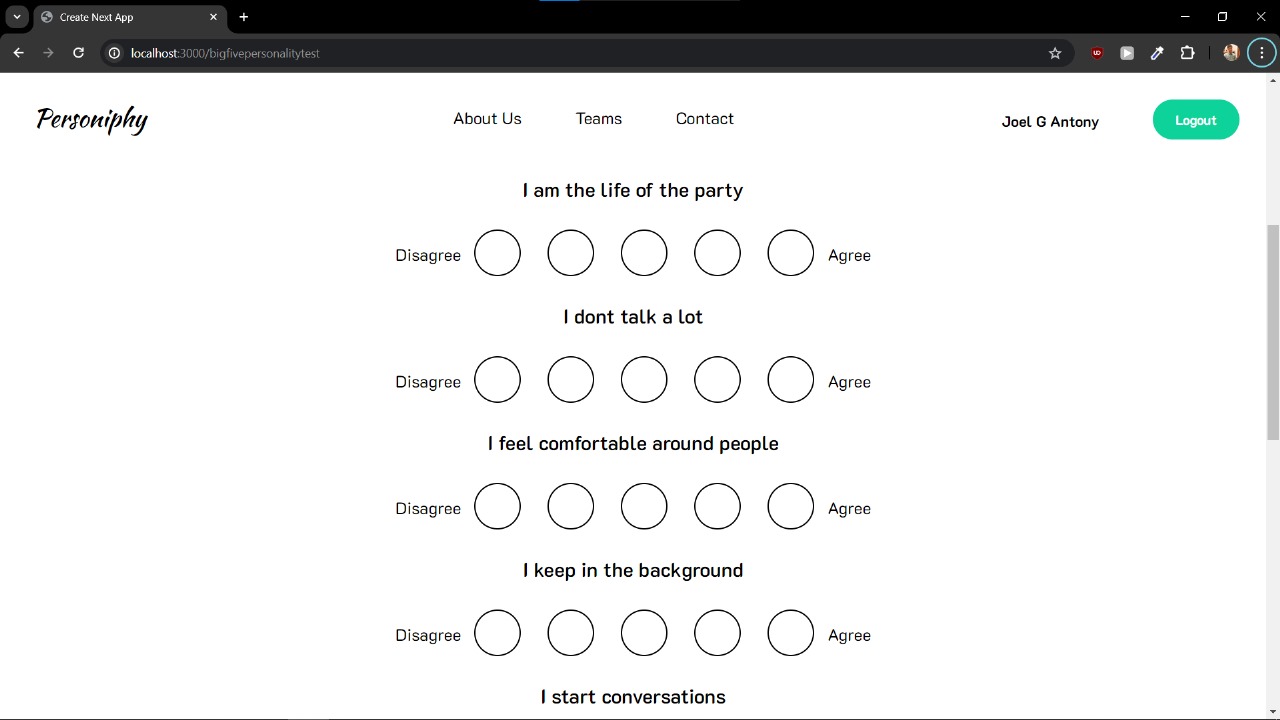 Create Next App
localhost:3000/bigfivepersonalitytest
Personiphy
About Us Teams Contact
Joel G Antony
Logout
I am the life of the party
Disagree Agree
I dont talk a lot
Disagree Agree
I feel comfortable around people
Disagree Agree
I keep in the background
Disagree Agree
I start conversations